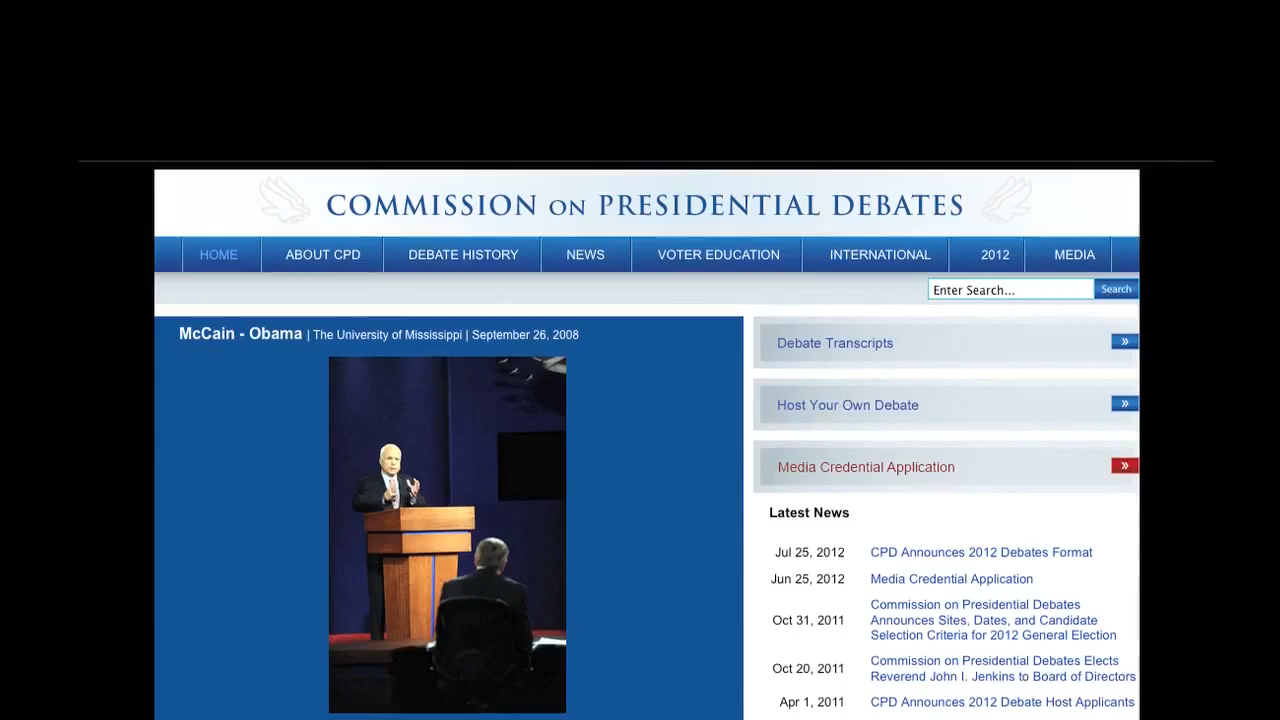 COMMISSION ON PRESIDENTIAL DEBATES
HOME ABOUT CPD DEBATE HISTORY NEWS VOTER EDUCATION INTERNATIONAL 2012 MEDIA
Enter Search... Search
McCain - Obama | The University of Mississippi | September 26, 2008
Debate Transcripts »
Host Your Own Debate »
Media Credential Application »
Latest News
Jul 25, 2012 CPD Announces 2012 Debates Format
Jun 25, 2012 Media Credential Application
Commission on Presidential Debates
Oct 31, 2011 Announces Sites, Dates, and Candidate
Selection Criteria for 2012 General Election
Oct 20, 2011 Commission on Presidential Debates Elects
Reverend John I. Jenkins to Board of Directors
Apr 1, 2011 CPD Announces 2012 Debate Host Applicants